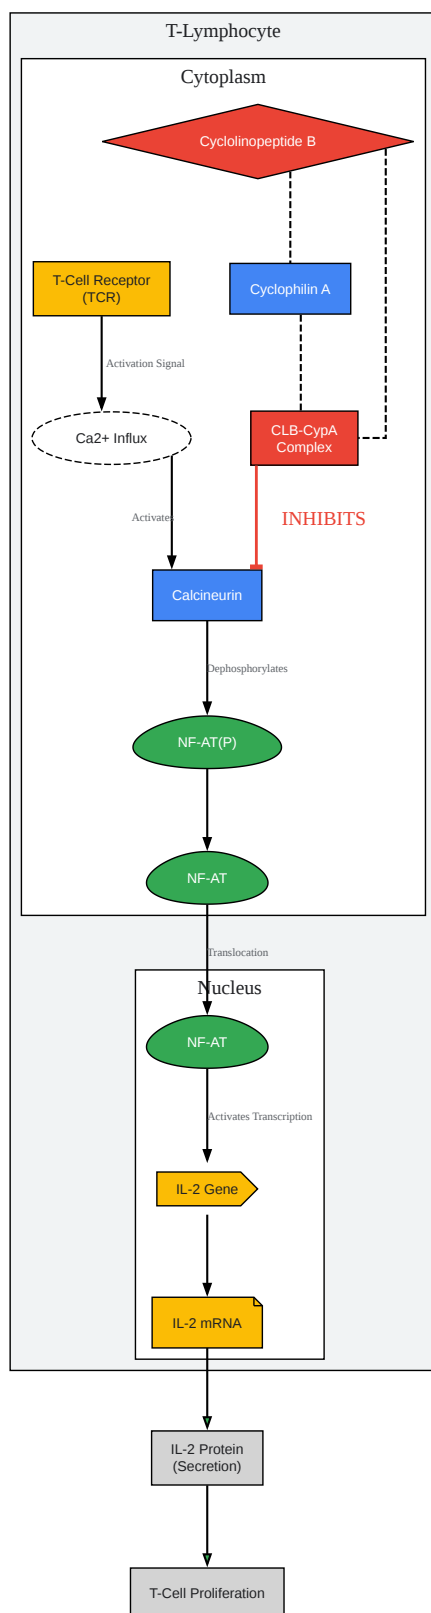 T-Lymphocyte
Cytoplasm
Cyclolinopeptide B
T-Cell Receptor
(TCR)
Cyclophilin A
Activation Signal
Ca2+ Influx
CLB-CypA
Complex
Activates
INHIBITS
Calcineurin
Dephosphorylates
NF-AT(P)
NF-AT
Translocation
Nucleus
NF-AT
Activates Transcription
IL-2 Gene
IL-2 mRNA
IL-2 Protein
(Secretion)
T-Cell Proliferation